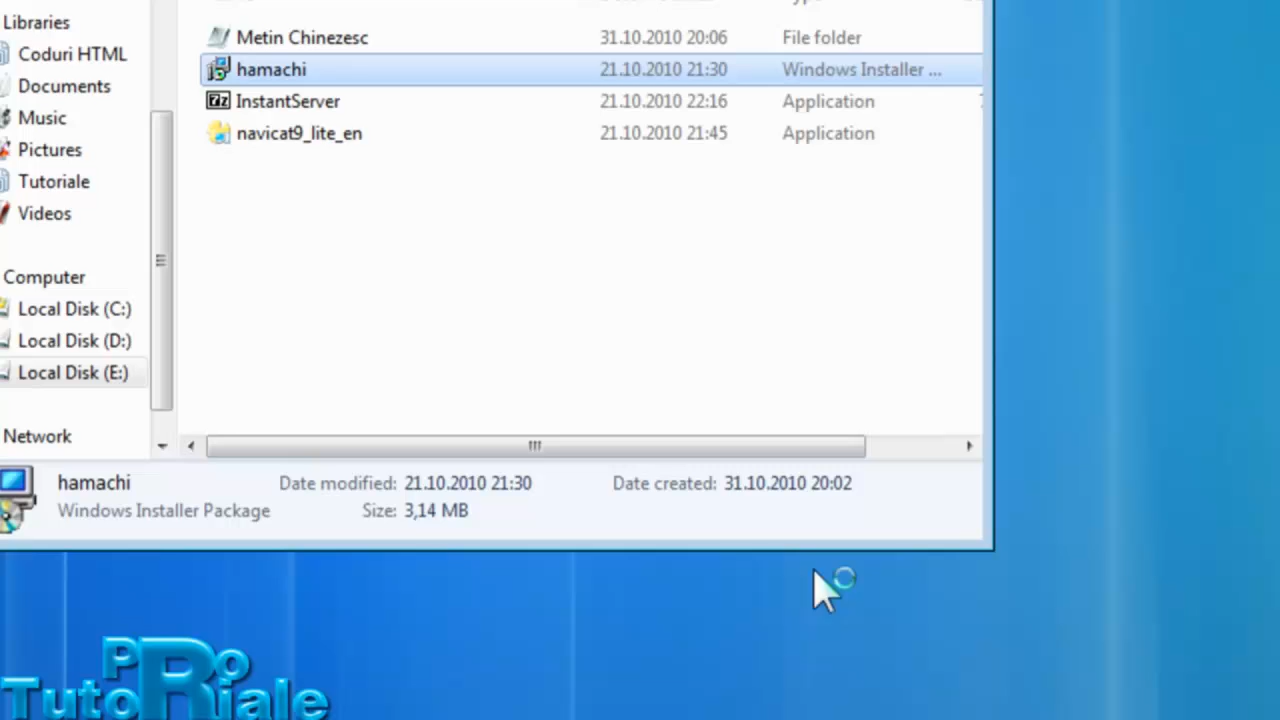 Libraries
Coduri HTML
Documents
Music
Pictures
Tutoriale
Videos
Computer
Local Disk (C:)
Local Disk (D:)
Local Disk (E:)
Network
Metin Chinezesc 31.10.2010 20:06 File folder
hamachi 21.10.2010 21:30 Windows Installer ...
InstantServer 21.10.2010 22:16 Application
navicat9_lite_en 21.10.2010 21:45 Application
hamachi Date modified: 21.10.2010 21:30 Date created: 31.10.2010 20:02
Windows Installer Package Size: 3,14 MB
PRo
TutoRiale